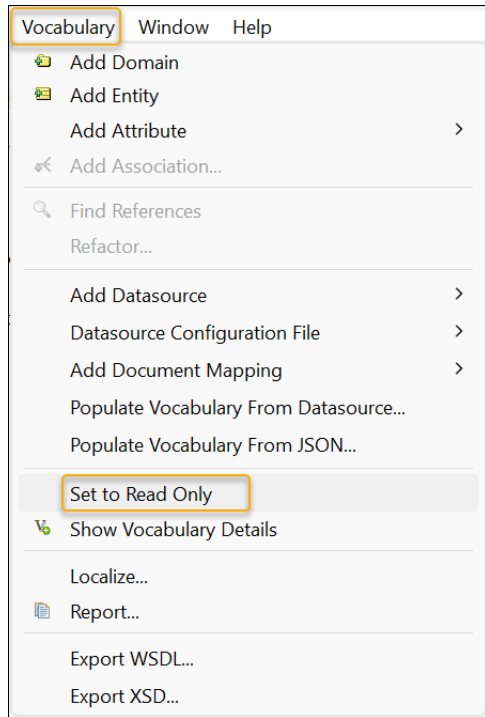 Vocabulary Window Help
Add Domain
Add Entity
Add Attribute
Add Association...
Find References
Refactor...
Add Datasource
Datasource Configuration File
Add Document Mapping
Populate Vocabulary From Datasource...
Populate Vocabulary From JSON...
Set to Read Only
Show Vocabulary Details
Localize...
Report...
Export WSDL...
Export XSD...